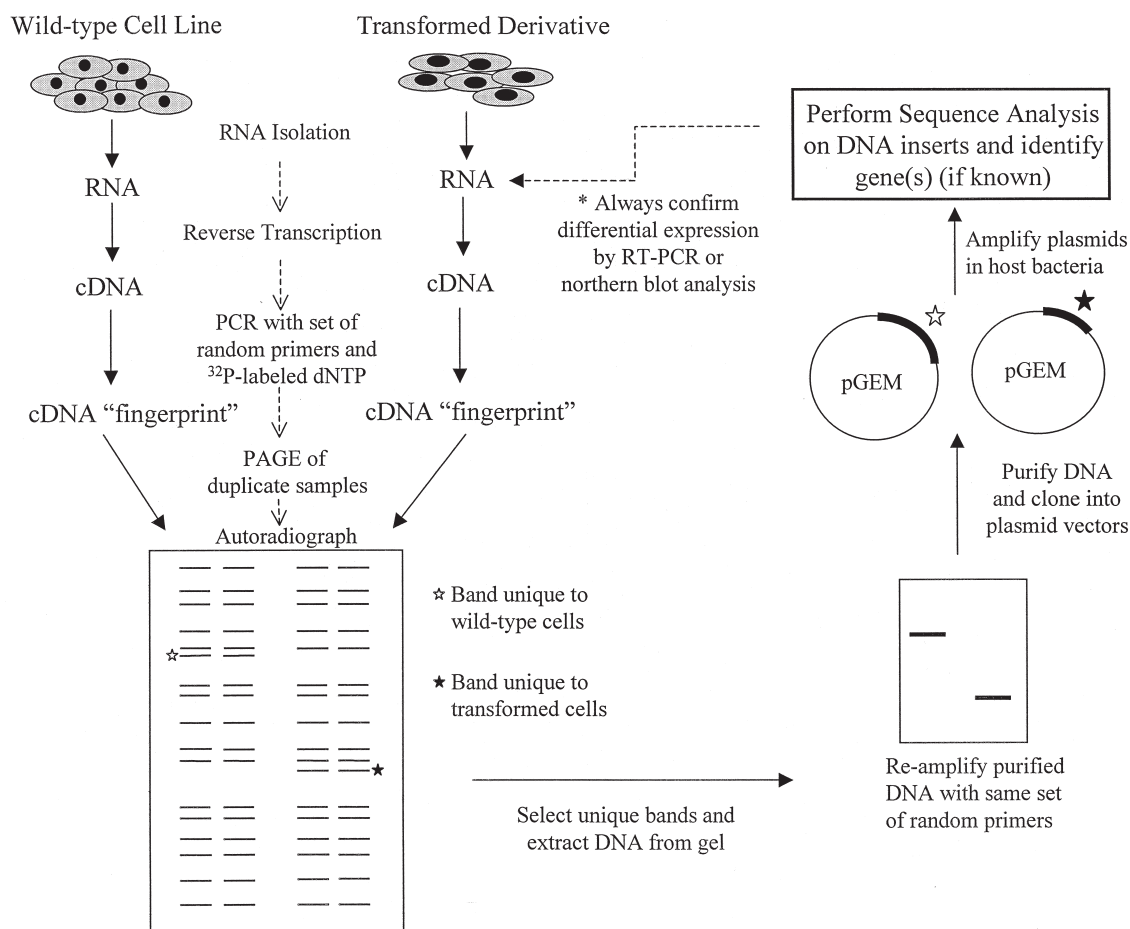 Wild-type Cell Line
Transformed Derivative
RNA Isolation
RNA
RNA
Reverse Transcription
cDNA
cDNA
PCR with set of
random primers and
³²P-labeled dNTP
cDNA “fingerprint”
cDNA “fingerprint”
PAGE of
duplicate samples
Autoradiograph
* Always confirm
differential expression
by RT-PCR or
northern blot analysis
☆ Band unique to
wild-type cells
★ Band unique to
transformed cells
☆
★
Select unique bands and
extract DNA from gel
Re-amplify purified
DNA with same set
of random primers
Purify DNA
and clone into
plasmid vectors
pGEM
☆
pGEM
★
Amplify plasmids
in host bacteria
Perform Sequence Analysis
on DNA inserts and identify
gene(s) (if known)